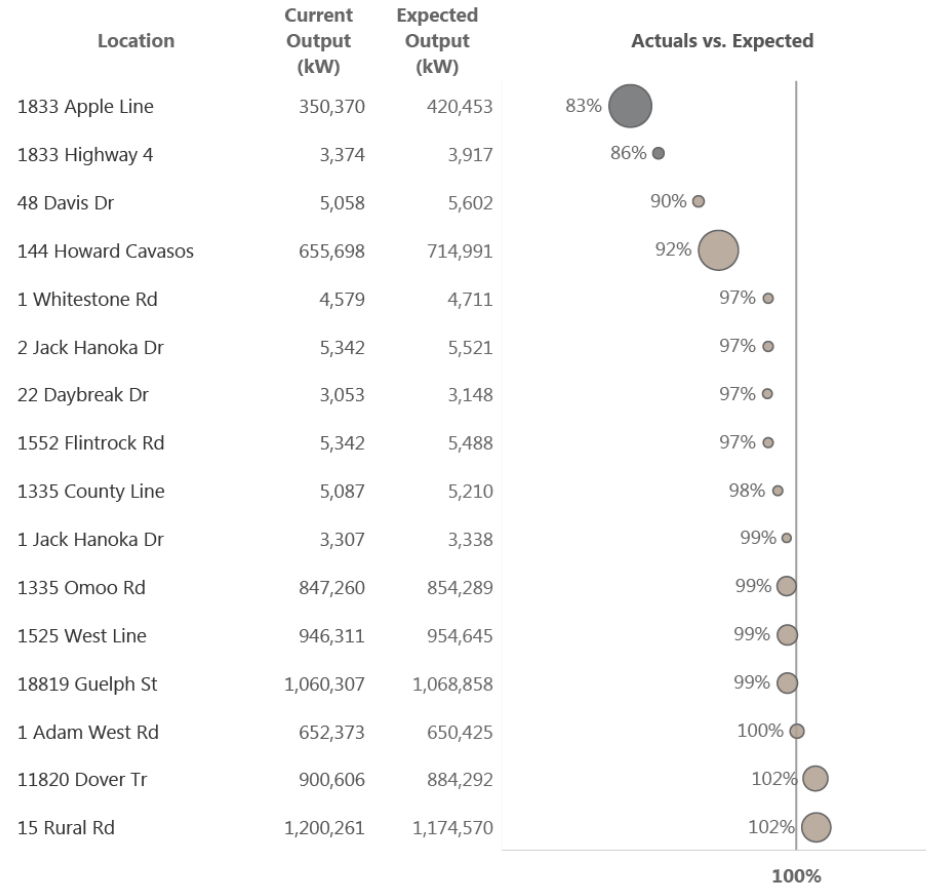 Location Current Output (kW) Expected Output (kW) Actuals vs. Expected
1833 Apple Line 350,370 420,453 83%
1833 Highway 4 3,374 3,917 86%
48 Davis Dr 5,058 5,602 90%
144 Howard Cavasos 655,698 714,991 92%
1 Whitestone Rd 4,579 4,711 97%
2 Jack Hanoka Dr 5,342 5,521 97%
22 Daybreak Dr 3,053 3,148 97%
1552 Flintrock Rd 5,342 5,488 97%
1335 County Line 5,087 5,210 98%
1 Jack Hanoka Dr 3,307 3,338 99%
1335 Omoo Rd 847,260 854,289 99%
1525 West Line 946,311 954,645 99%
18819 Guelph St 1,060,307 1,068,858 99%
1 Adam West Rd 652,373 650,425 100%
11820 Dover Tr 900,606 884,292 102%
15 Rural Rd 1,200,261 1,174,570 102%
100%